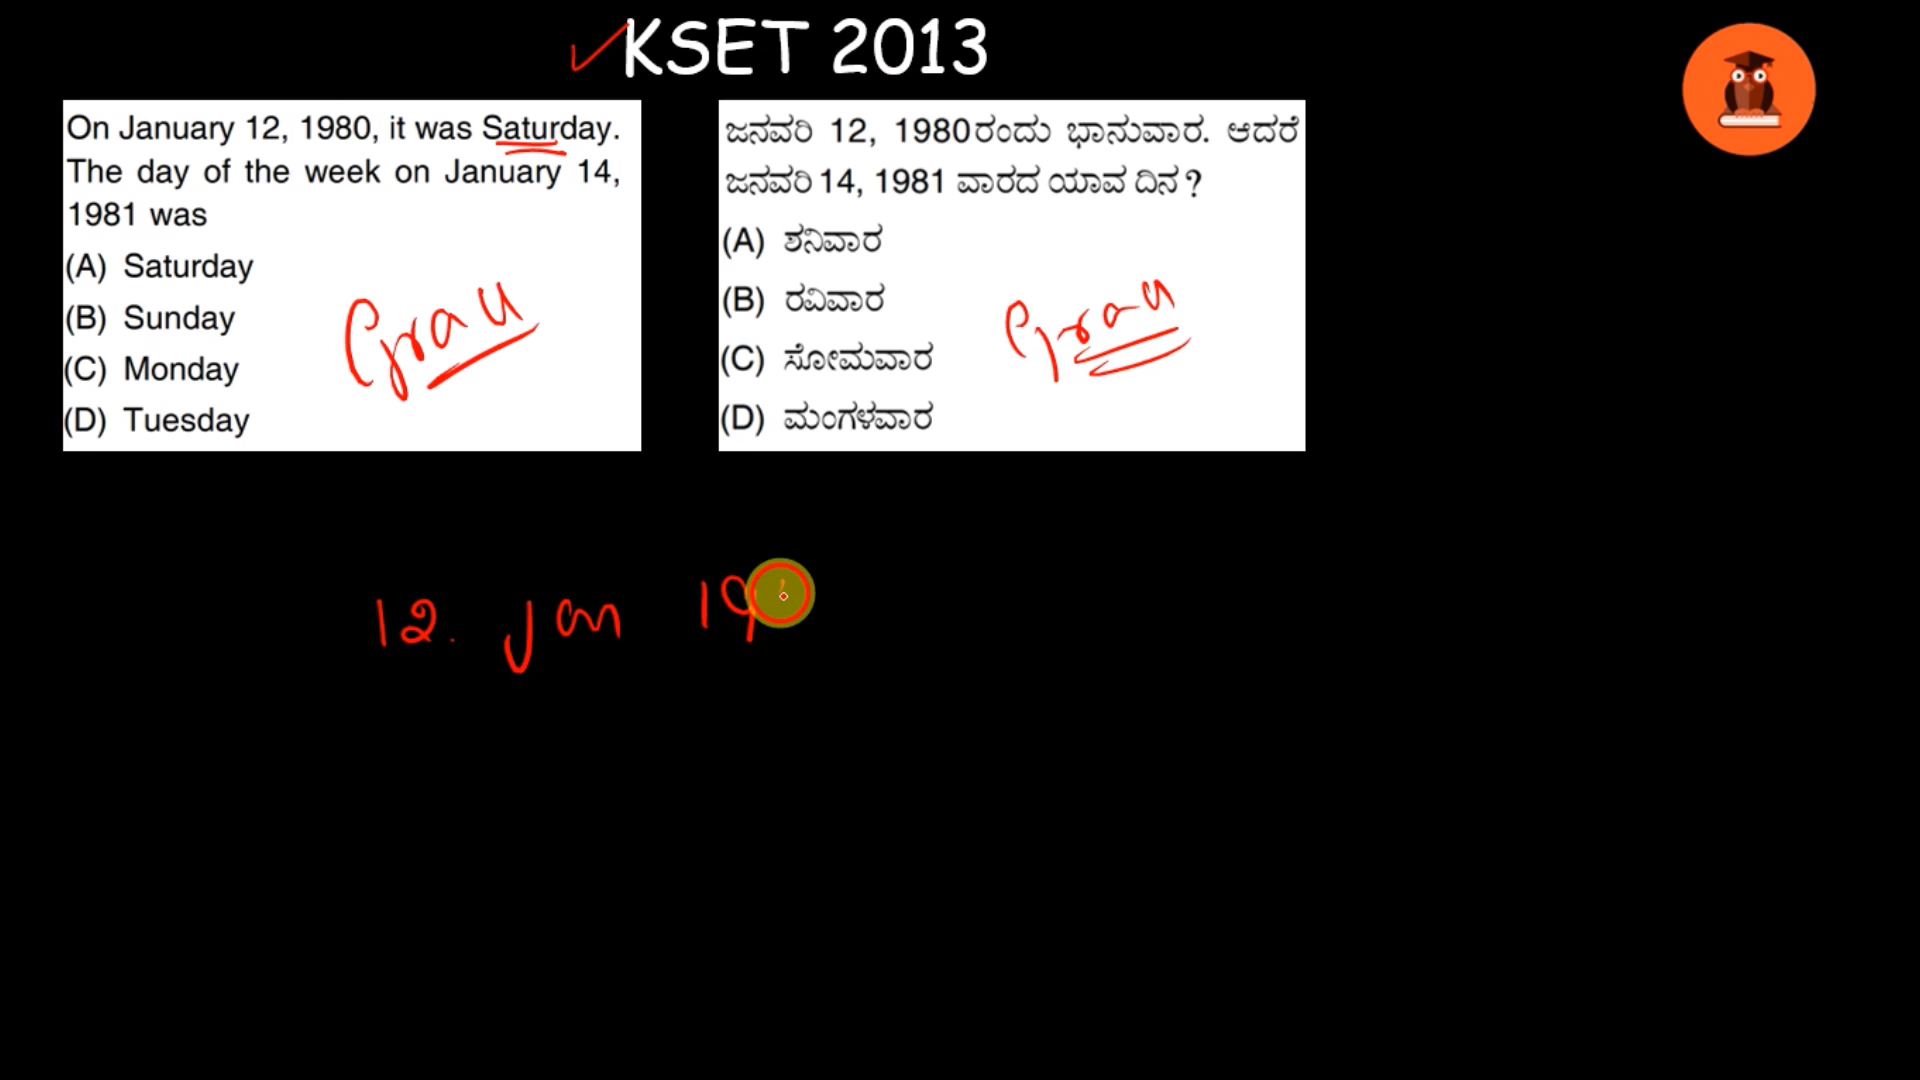 KSET 2013
On January 12, 1980, it was Saturday.
The day of the week on January 14,
1981 was
(A) Saturday
(B) Sunday
(C) Monday
(D) Tuesday
ಜನವರಿ 12, 1980ರಂದು ಭಾನುವಾರ. ಆದರೆ
ಜನವರಿ 14, 1981 ವಾರದ ಯಾವ ದಿನ ?
(A) ಶನಿವಾರ
(B) ರವಿವಾರ
(C) ಸೋಮವಾರ
(D) ಮಂಗಳವಾರ
12. Jan 19